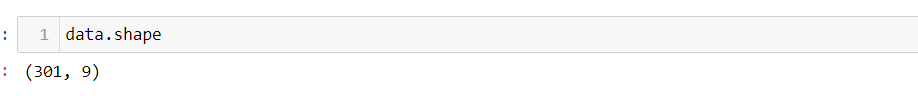 : 1 data.shape
: (301, 9)